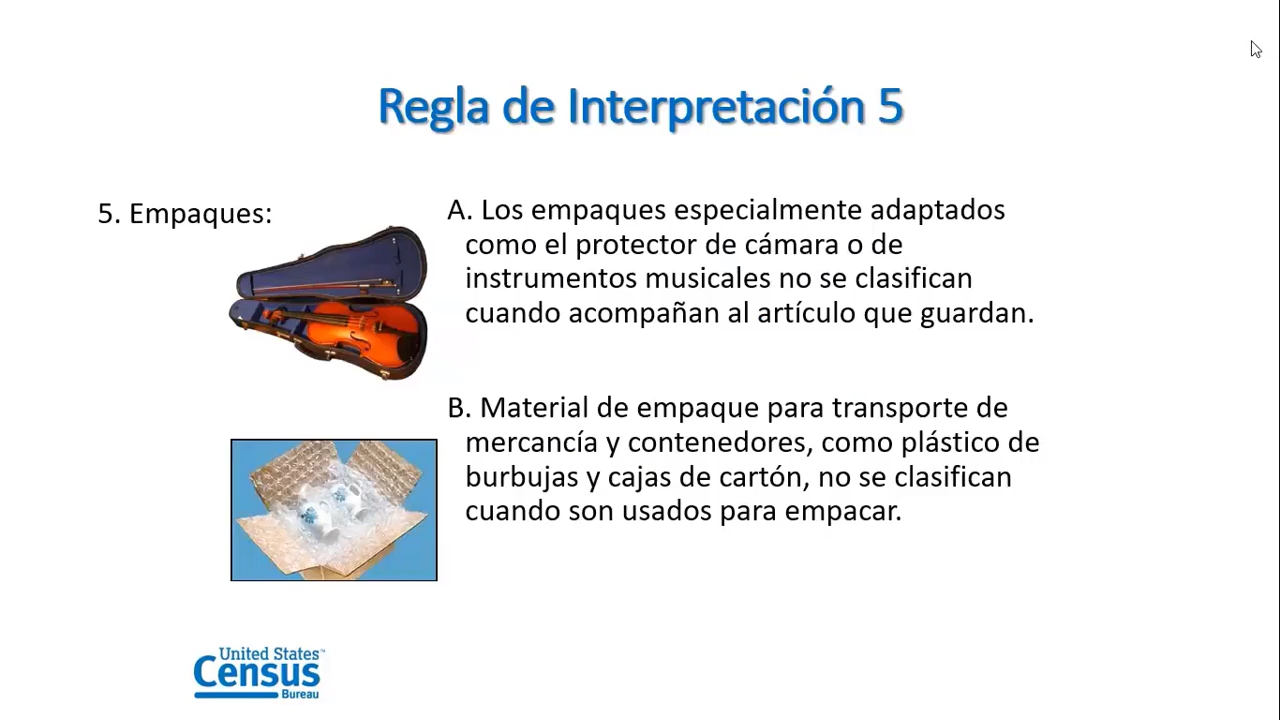 Regla de Interpretación 5
5. Empaques:
A. Los empaques especialmente adaptados
como el protector de cámara o de
instrumentos musicales no se clasifican
cuando acompañan al artículo que guardan.
B. Material de empaque para transporte de
mercancía y contenedores, como plástico de
burbujas y cajas de cartón, no se clasifican
cuando son usados para empacar.
United States™
Census
Bureau